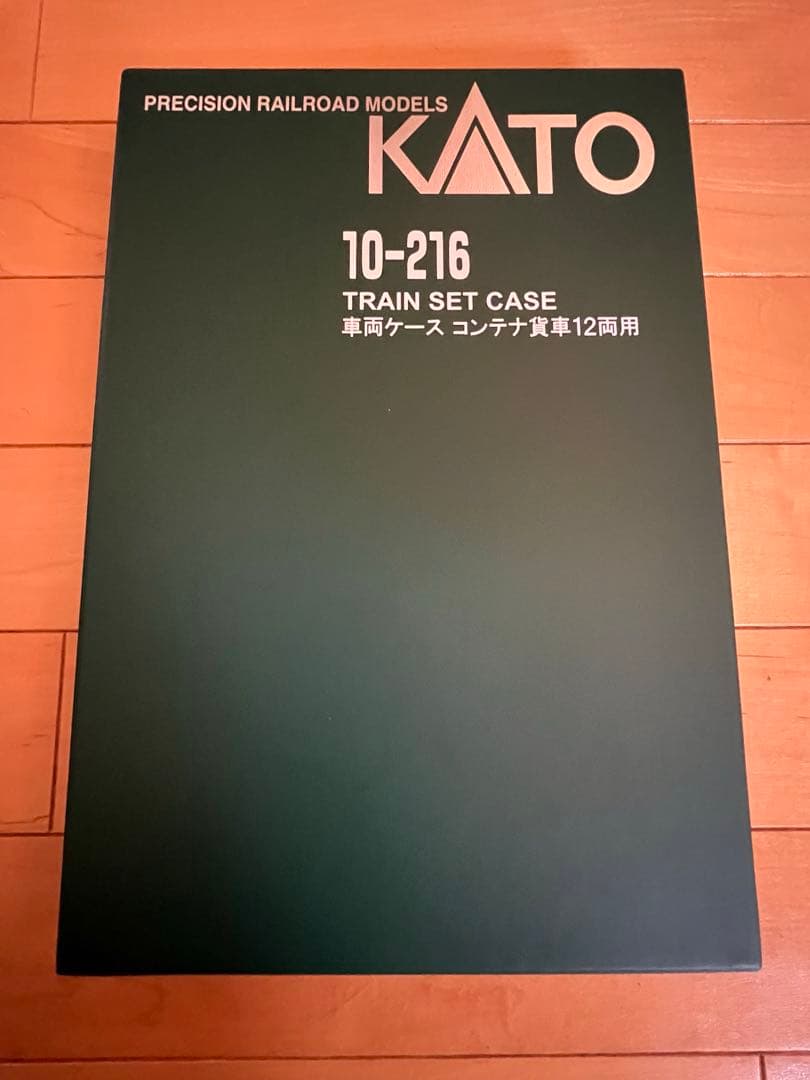 PRECISION RAILROAD MODELS
KATO
10-216
TRAIN SET CASE
車両ケース コンテナ貨車12両用